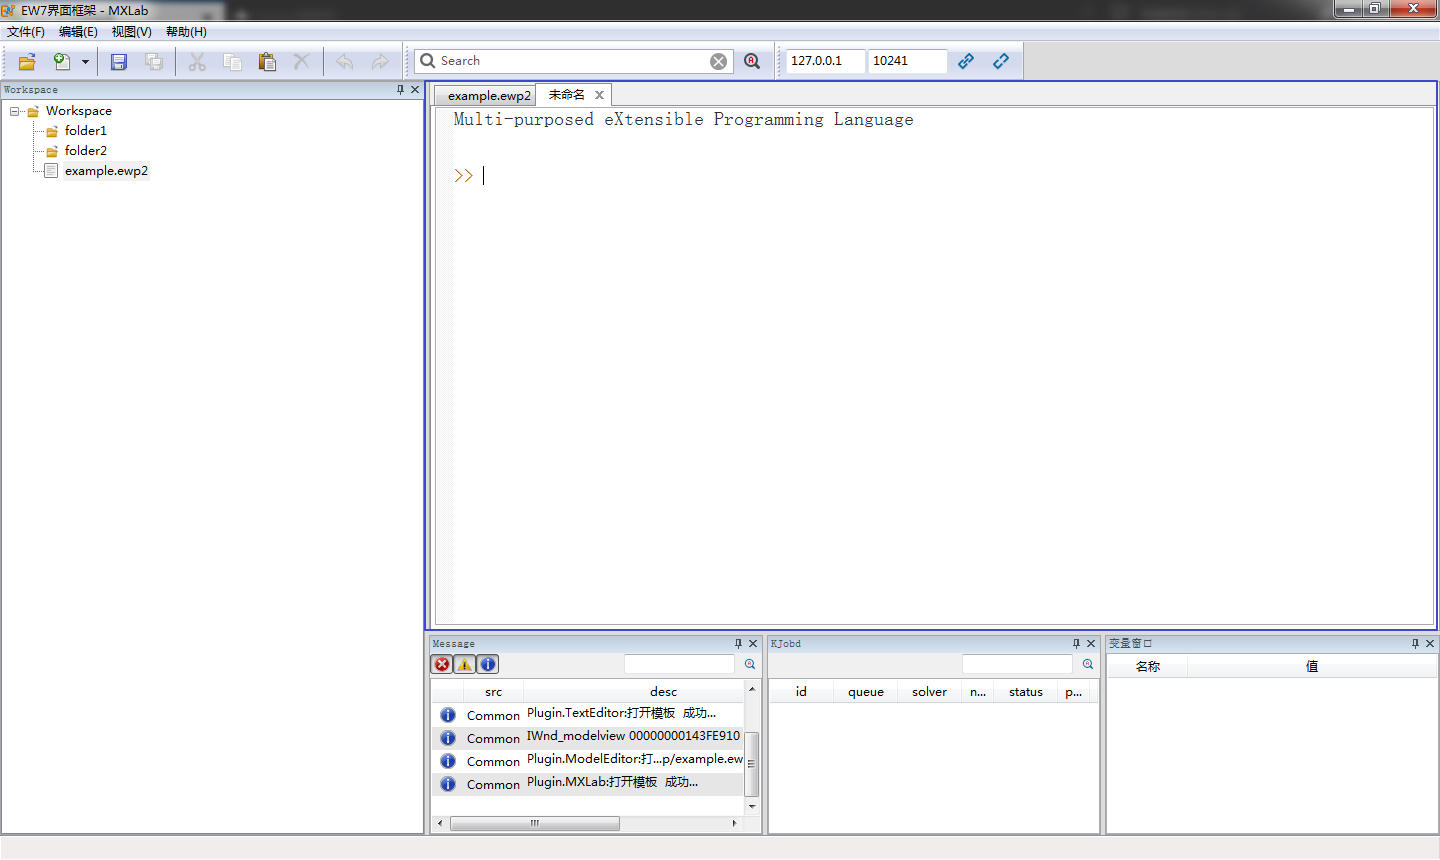 EW7界面框架 - MXLab
文件(F) 编辑(E) 视图(V) 帮助(H)
Search
127.0.0.1 10241
Workspace
Workspace
folder1
folder2
example.ewp2
example.ewp2 未命名
Multi-purposed eXtensible Programming Language
>>
Message
src desc
Common Plugin.TextEditor:打开模板 成功...
Common IWnd_modelview 00000000143FE910
Common Plugin.ModelEditor:打...p/example.ew
Common Plugin.MXLab:打开模板 成功...
KJobd
id queue solver n... status p...
变量窗口
名称 值